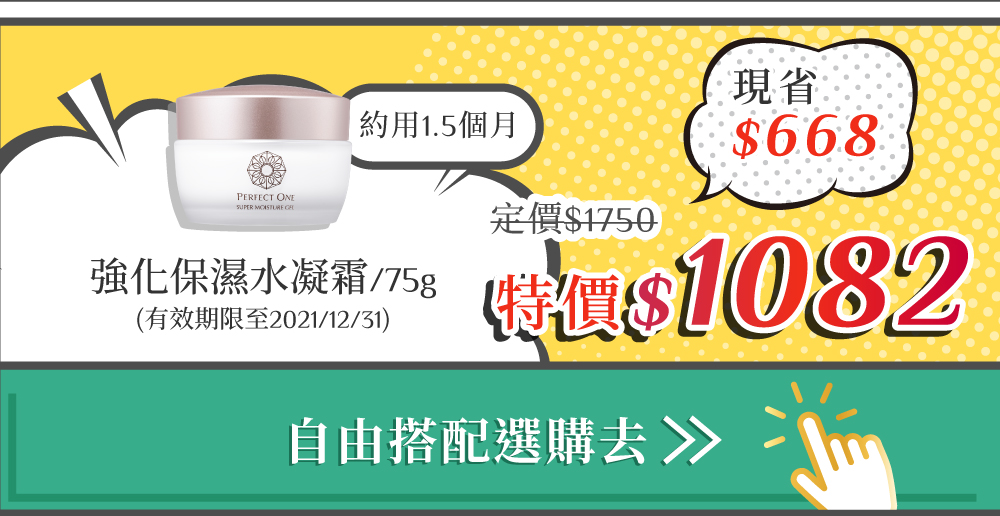 現省
$668
約用1.5個月
PERFECT ONE
SUPER MOISTURE GEL
定價$1750
強化保濕水凝霜/75g
(有效期限至2021/12/31)
特價$1082
自由搭配選購去